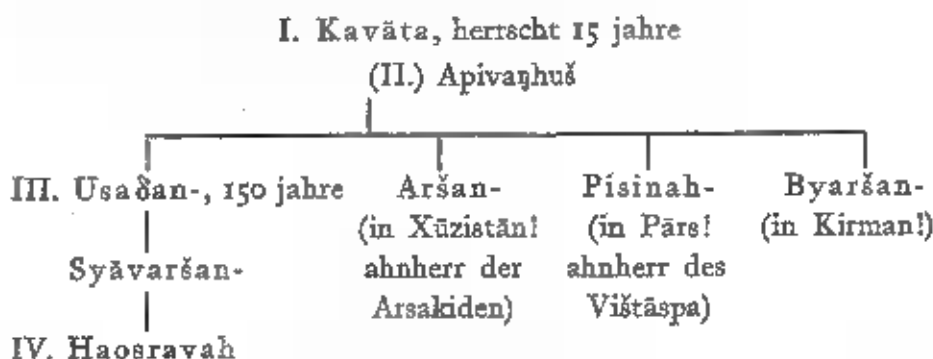 I. Kavāta, herrscht 15 jahre
(II.) Apivaŋhuš
III. Usaδan-, 150 jahre Aršan- Pisinah- Byaršan-
(in Xūzistān! (in Pārs! (in Kirman!)
Syāvaršan- ahnherr der ahnherr des
Arsakiden) Vištāspa)
IV. Haosravah